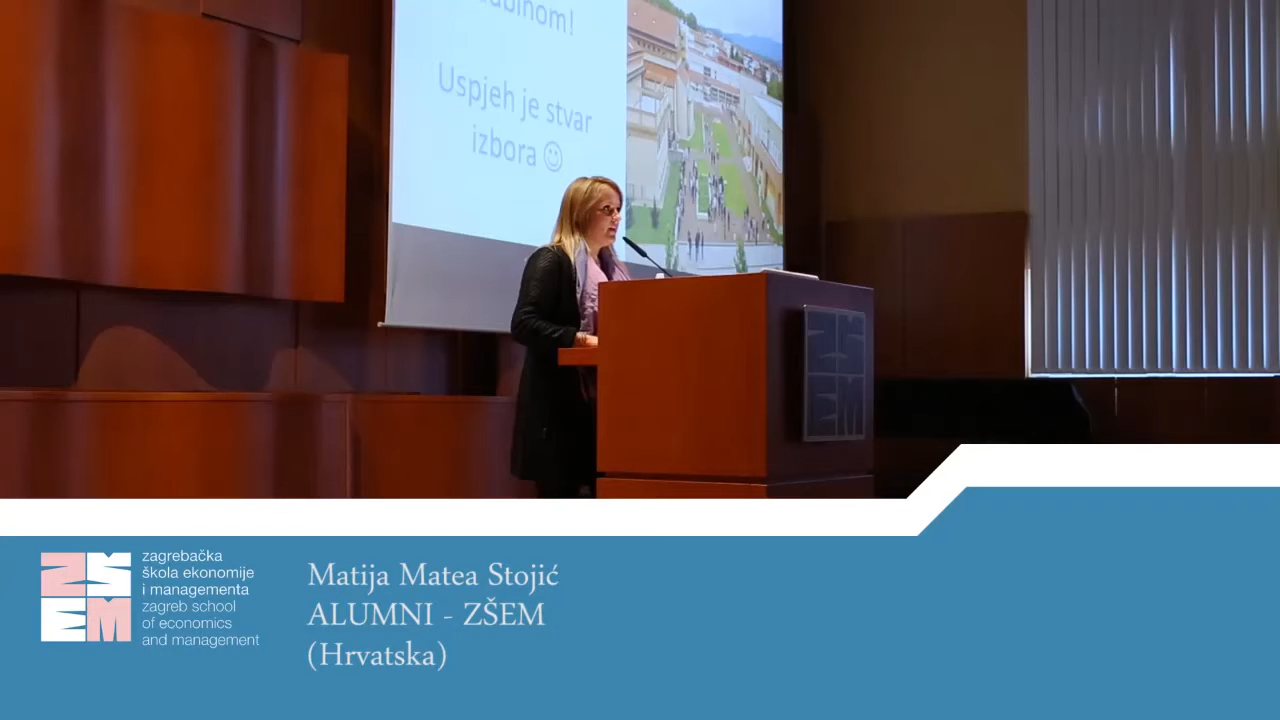 Uspjeh je stvar
izbora ☺
ZŠEM
zagrebačka
škola ekonomije
i managementa
zagreb school
of economics
and management
Matija Matea Stojić
ALUMNI - ZŠEM
(Hrvatska)